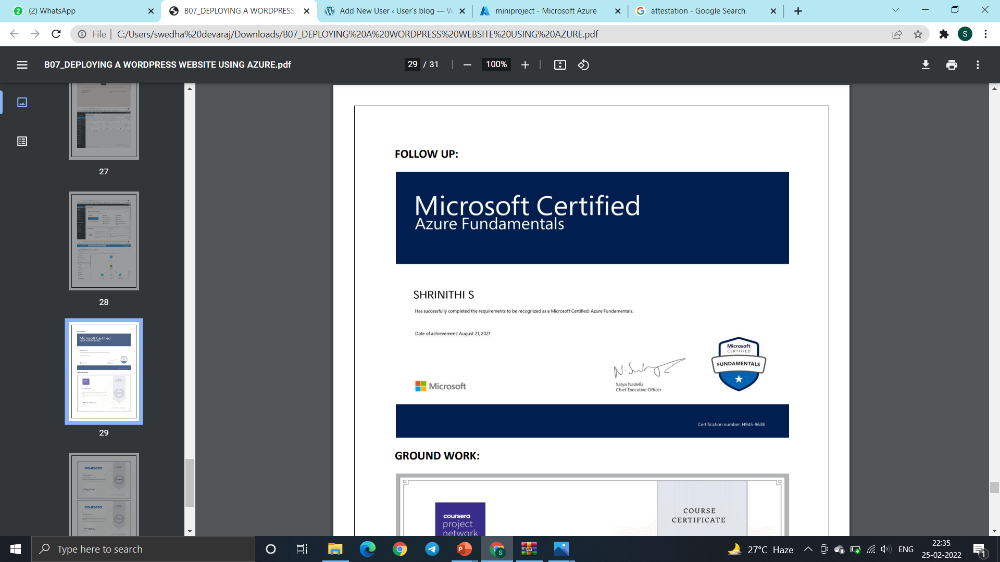 (2) WhatsApp
B07_DEPLOYING A WORDPRESS
Add New User ‹ User's blog — W
miniproject - Microsoft Azure
attestation - Google Search
File
C:/Users/swedha%20devaraj/Downloads/B07_DEPLOYING%20A%20WORDPRESS%20WEBSITE%20USING%20AZURE.pdf
S
B07_DEPLOYING A WORDPRESS WEBSITE USING AZURE.pdf
29 / 31
100%
27
28
Microsoft Certified
29
coursera
coursera
FOLLOW UP:
Microsoft Certified
Azure Fundamentals
SHRINITHI S
Has successfully completed the requirements to be recognized as a Microsoft Certified: Azure Fundamentals.
Date of achievement: August 21, 2021
Microsoft
CERTIFIED
FUNDAMENTALS
Satya Nadella
Chief Executive Officer
Microsoft
Certification number: H945-9638
GROUND WORK:
coursera
project
network
COURSE
CERTIFICATE
Type here to search
27°C Haze
ENG
22:35
25-02-2022
1